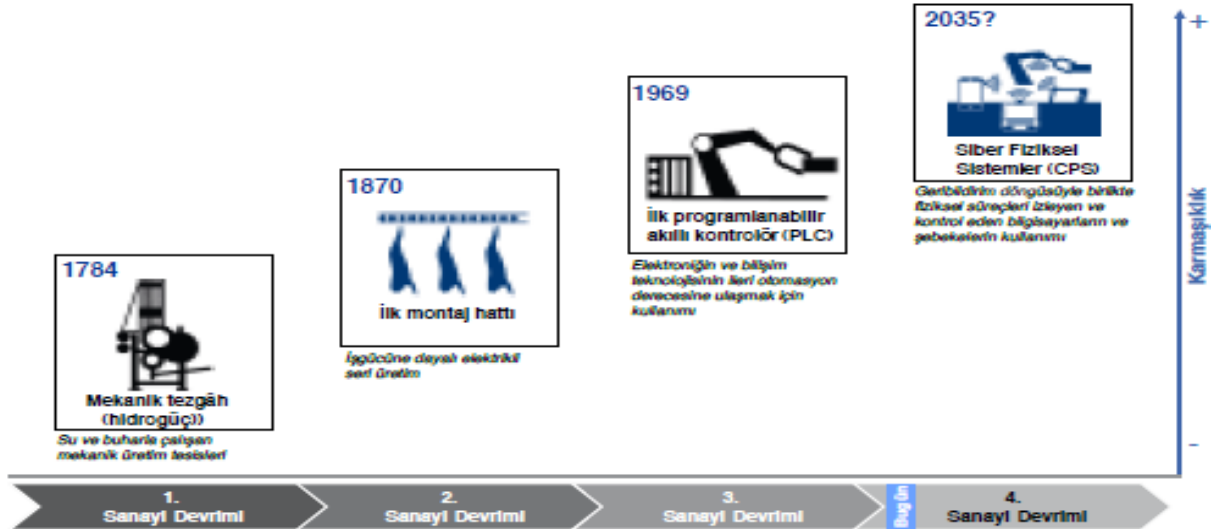 2035?
+
Siber Fiziksel
Sistemler (CPS)
Geribildirim döngüsüyle birlikte
fiziksel süreçleri izleyen ve
kontrol eden bilgisayarların ve
şebekelerin kullanımı
Karmaşıklık
-
1969
İlk programlanabilir
akıllı kontrolör (PLC)
Elektroniğin ve bilişim
teknolojisinin ileri otomasyon
derecesine ulaşmak için
kullanımı
1870
İlk montaj hattı
İşgücüne dayalı elektrikli
seri üretim
1784
Mekanik tezgâh
(hidrogüç))
Su ve buharla çalışan
mekanik üretim tesisleri
1.
Sanayi Devrimi
2.
Sanayi Devrimi
3.
Sanayi Devrimi
Bugün
4.
Sanayi Devrimi